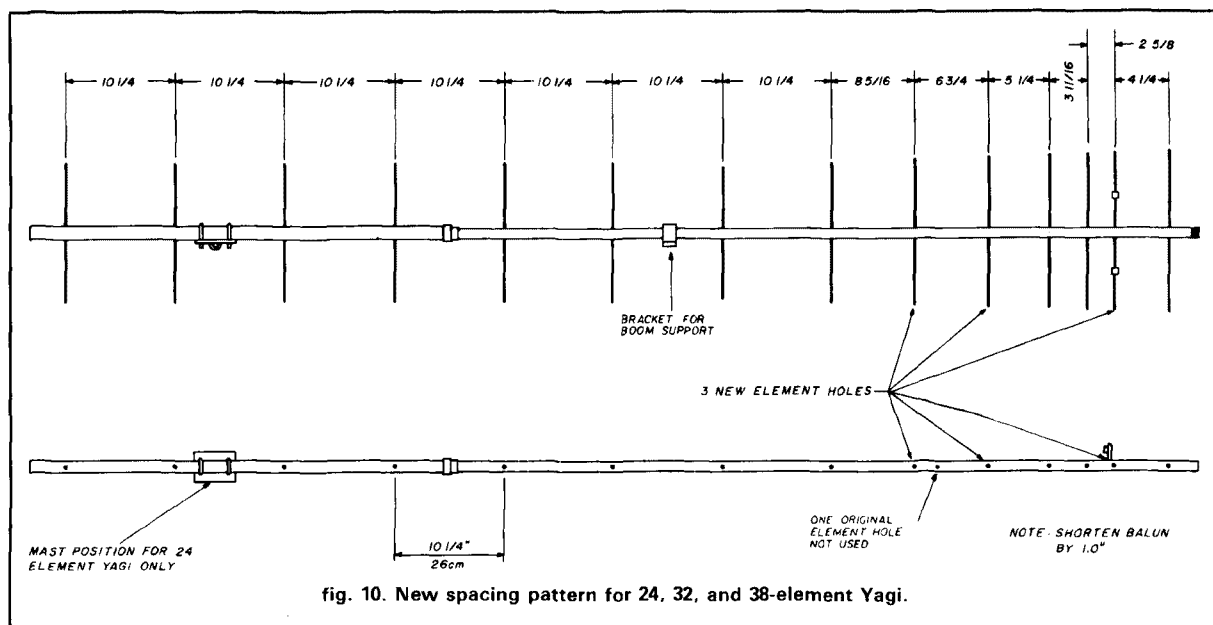 10 1/4
10 1/4
10 1/4
10 1/4
10 1/4
10 1/4
10 1/4
8 5/16
6 3/4
5 1/4
3 11/16
2 5/8
4 1/4
BRACKET FOR
BOOM SUPPORT
3 NEW ELEMENT HOLES
MAST POSITION FOR 24
ELEMENT YAGI ONLY
10 1/4"
26cm
ONE ORIGINAL
ELEMENT HOLE
NOT USED
NOTE: SHORTEN BALUN
BY 1.0"
fig. 10. New spacing pattern for 24, 32, and 38-element Yagi.